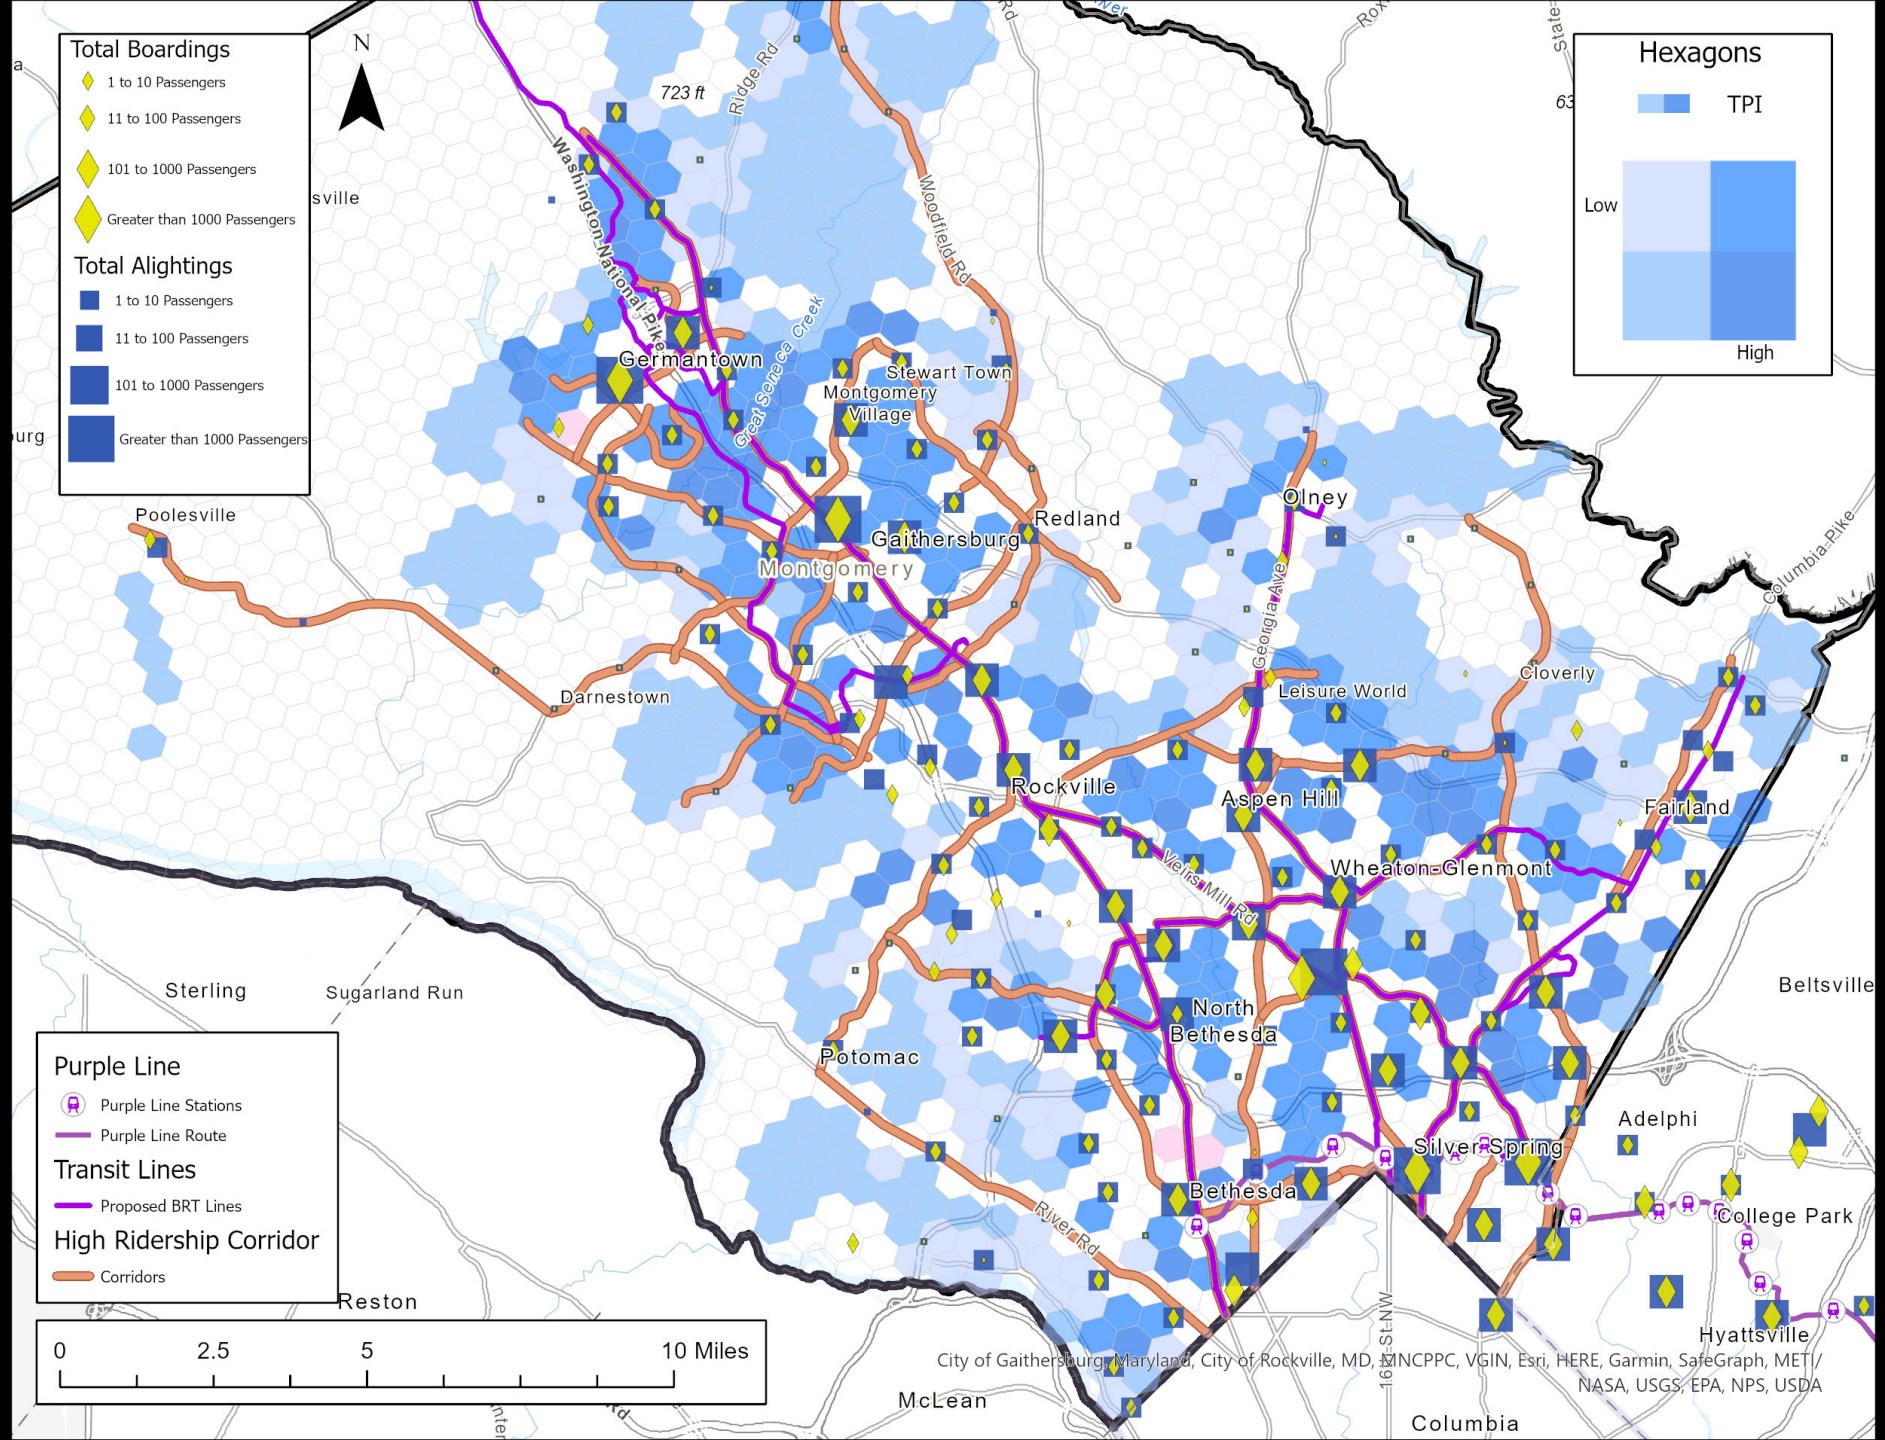 Total Boardings
1 to 10 Passengers
11 to 100 Passengers
101 to 1000 Passengers
Greater than 1000 Passengers
Total Alightings
1 to 10 Passengers
11 to 100 Passengers
101 to 1000 Passengers
Greater than 1000 Passengers
N
723 ft
Ridge Rd
Rd
State
63
Hexagons
TPI
Low
High
a
sville
urg
Washington National Pike
Woodfield Rd
Great Seneca Creek
Germantown
Stewart Town
Montgomery
Village
Poolesville
Olney
Redland
Gaithersburg
Montgomery
Columbia Pike
Georgia Ave
Darnestown
Leisure World
Cloverly
Rockville
Aspen Hill
Fairland
Veirs Mill Rd
Wheaton-Glenmont
Sterling
Sugarland Run
Beltsville
North
Bethesda
Potomac
Purple Line
Purple Line Stations
Purple Line Route
Transit Lines
Proposed BRT Lines
High Ridership Corridor
Corridors
Adelphi
Silver Spring
Bethesda
River Rd
College Park
Reston
Hyattsville
0 2.5 5 10 Miles
16th St NW
City of Gaithersburg, Maryland, City of Rockville, MD, MNCPPC, VGIN, Esri, HERE, Garmin, SafeGraph, METI/
NASA, USGS, EPA, NPS, USDA
McLean
Rd
Columbia